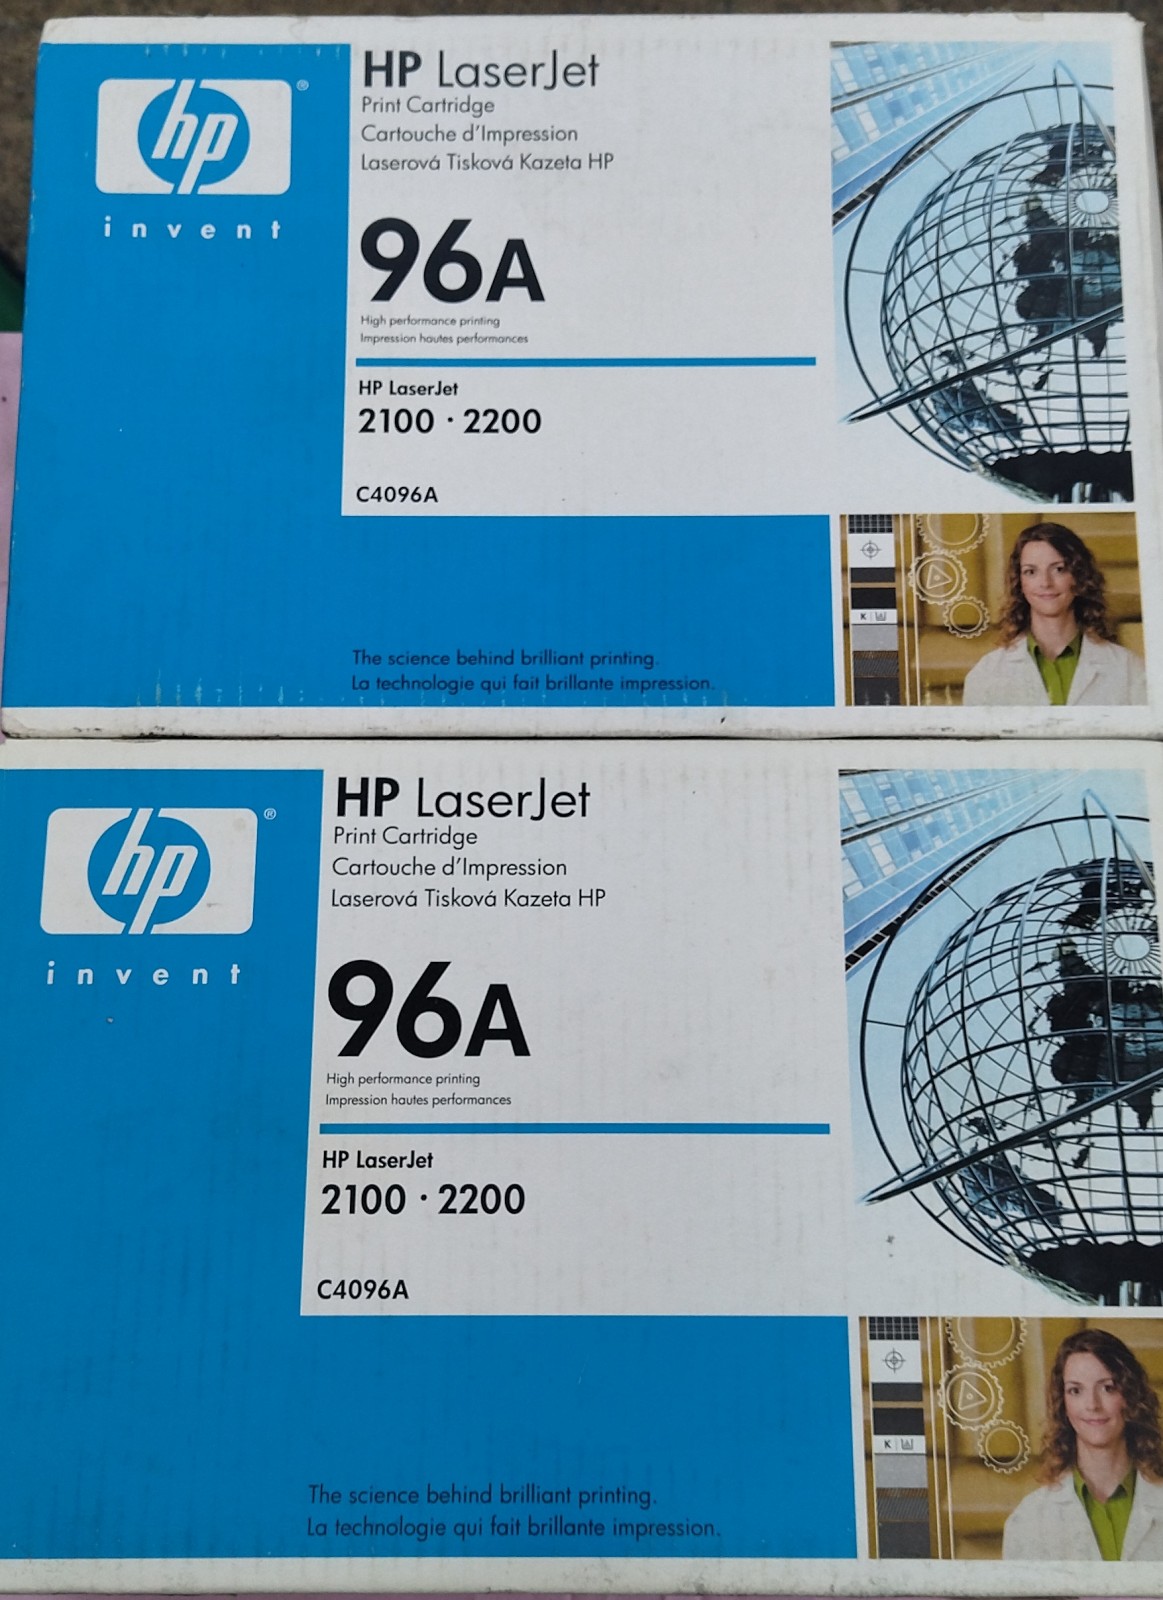 hp ®
invent
HP LaserJet
Print Cartridge
Cartouche d'Impression
Laserová Tisková Kazeta HP
96A
High performance printing
Impression hautes performances
HP LaserJet
2100 · 2200
C4096A
K
The science behind brilliant printing.
La technologie qui fait brillante impression.
hp ®
invent
HP LaserJet
Print Cartridge
Cartouche d'Impression
Laserová Tisková Kazeta HP
96A
High performance printing
Impression hautes performances
HP LaserJet
2100 · 2200
C4096A
K
The science behind brilliant printing.
La technologie qui fait brillante impression.